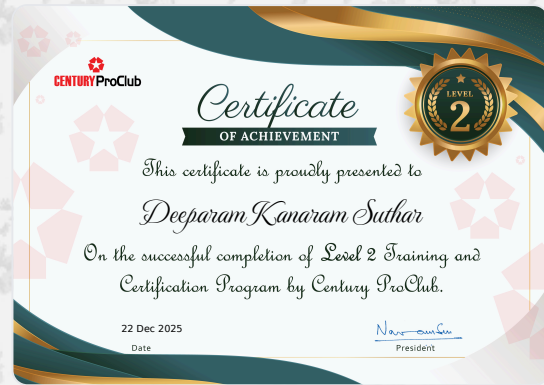 CENTURY ProClub
LEVEL
2
Certificate
OF ACHIEVEMENT
This certificate is proudly presented to
Deeparam Kanaram Suthar
On the successful completion of Level 2 Training and
Certification Program by Century ProClub.
22 Dec 2025
Date
President